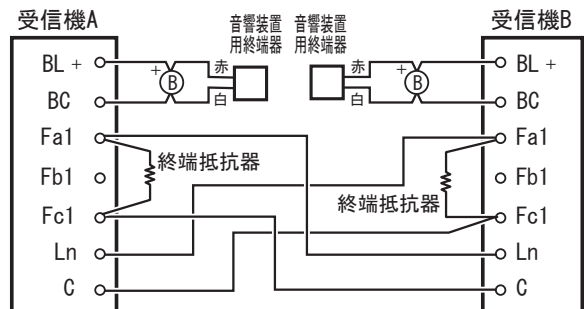 受信機A
音響装置
用終端器
音響装置
用終端器
受信機B
BL +
+
B
赤
白
赤
白
+
B
BL +
BC
BC
Fa1
Fa1
終端抵抗器
Fb1
終端抵抗器
Fb1
Fc1
Fc1
Ln
Ln
C
C